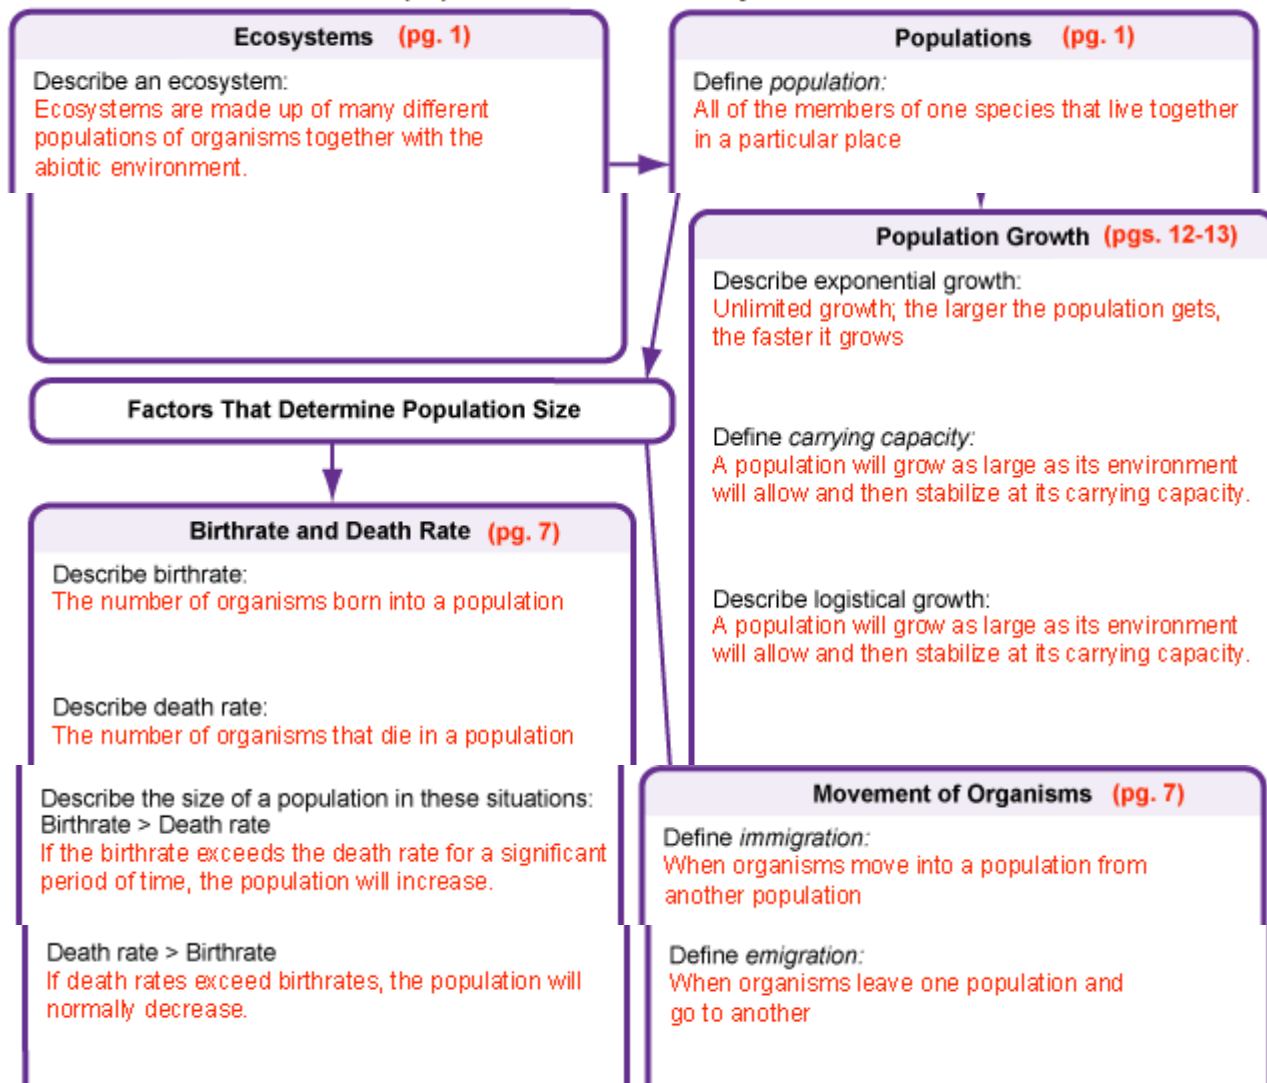 Ecosystems (pg. 1)
Describe an ecosystem:
Ecosystems are made up of many different
populations of organisms together with the
abiotic environment.
Populations (pg. 1)
Define population:
All of the members of one species that live together
in a particular place
Population Growth (pgs. 12-13)
Describe exponential growth:
Unlimited growth; the larger the population gets,
the faster it grows
Define carrying capacity:
A population will grow as large as its environment
will allow and then stabilize at its carrying capacity.
Describe logistical growth:
A population will grow as large as its environment
will allow and then stabilize at its carrying capacity.
Factors That Determine Population Size
Birthrate and Death Rate (pg. 7)
Describe birthrate:
The number of organisms born into a population
Describe death rate:
The number of organisms that die in a population
Describe the size of a population in these situations:
Birthrate > Death rate
If the birthrate exceeds the death rate for a significant
period of time, the population will increase.
Death rate > Birthrate
If death rates exceed birthrates, the population will
normally decrease.
Movement of Organisms (pg. 7)
Define immigration:
When organisms move into a population from
another population
Define emigration:
When organisms leave one population and
go to another